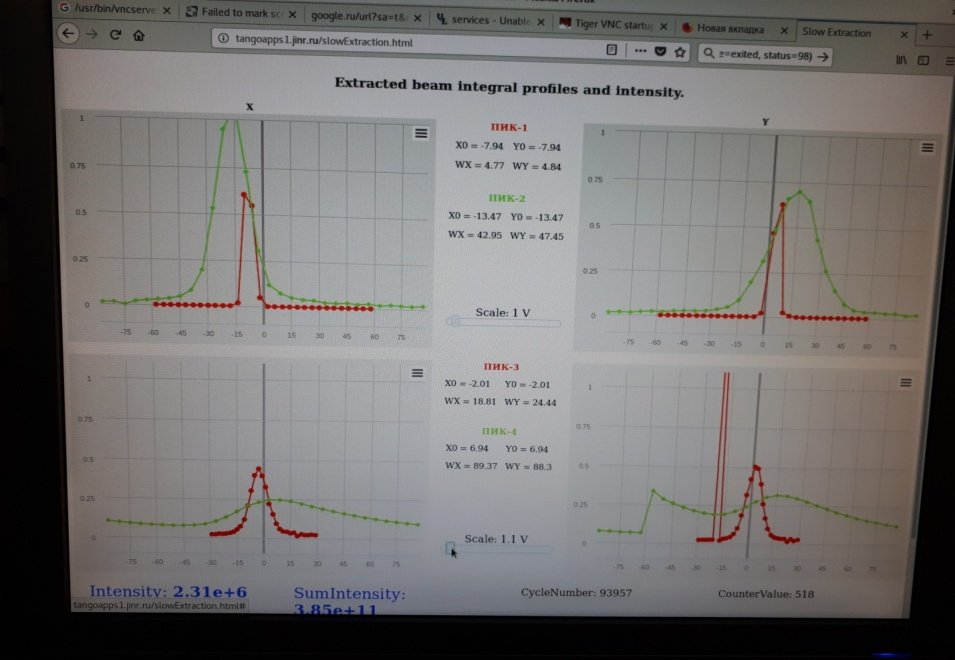 /usr/bin/vncserve
Failed to mark sc
google.ru/url?sa=t&
services - Unable
Tiger VNC startu
Новая вкладка
Slow Extraction
tangoapps1.jinr.ru/slowExtraction.html
z=exited, status=98)
Extracted beam integral profiles and intensity.
X
1
0.75
0.5
0.25
0
-75 -60 -45 -30 -15 0 15 30 45 60 75
ПИК-1
X0 = -7.94 Y0 = -7.94
WX = 4.77 WY = 4.84
ПИК-2
X0 = -13.47 Y0 = -13.47
WX = 42.95 WY = 47.45
Scale: 1 V
Y
1
0.75
0.5
0.25
0
-75 -60 -45 -30 -15 0 15 30 45 60 75
1
0.75
0.5
0.25
0
-75 -60 -45 -30 -15 0 15 30 45 60 75
ПИК-3
X0 = -2.01 Y0 = -2.01
WX = 18.81 WY = 24.44
ПИК-4
X0 = 6.94 Y0 = 6.94
WX = 89.37 WY = 88.3
Scale: 1.1 V
1
0.75
0.5
0.25
0
-75 -60 -45 -30 -15 0 15 30 45 60 75
Intensity: 2.31e+6
SumIntensity:
3.85e+11
CycleNumber: 93957
CounterValue: 518
tangoapps1.jinr.ru/slowExtraction.html#